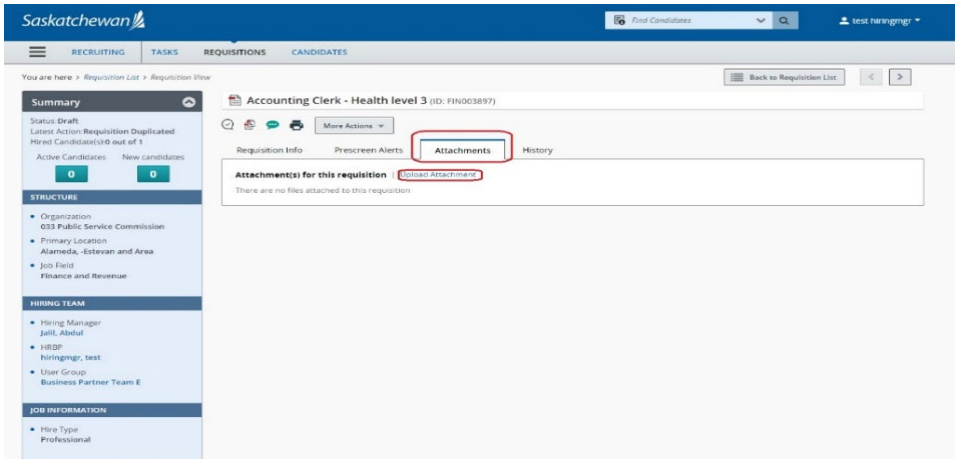 Saskatchewan
Find Candidates
test hiringmgr
RECRUITING TASKS REQUISITIONS CANDIDATES
You are here > Requisition List > Requisition View
Back to Requisition List < >
Summary
Status:Draft
Latest Action:Requisition Duplicated
Hired Candidate(s):0 out of 1
Active Candidates New candidates
0 0
STRUCTURE
Organization
033 Public Service Commission
Primary Location
Alameda, -Estevan and Area
Job Field
Finance and Revenue
HIRING TEAM
Hiring Manager
Jalil, Abdul
HRBP
hiringmgr, test
User Group
Business Partner Team E
JOB INFORMATION
Hire Type
Professional
Accounting Clerk - Health level 3 (ID: FIN003897)
More Actions
Requisition Info Prescreen Alerts Attachments History
Attachment(s) for this requisition | Upload Attachment
There are no files attached to this requisition